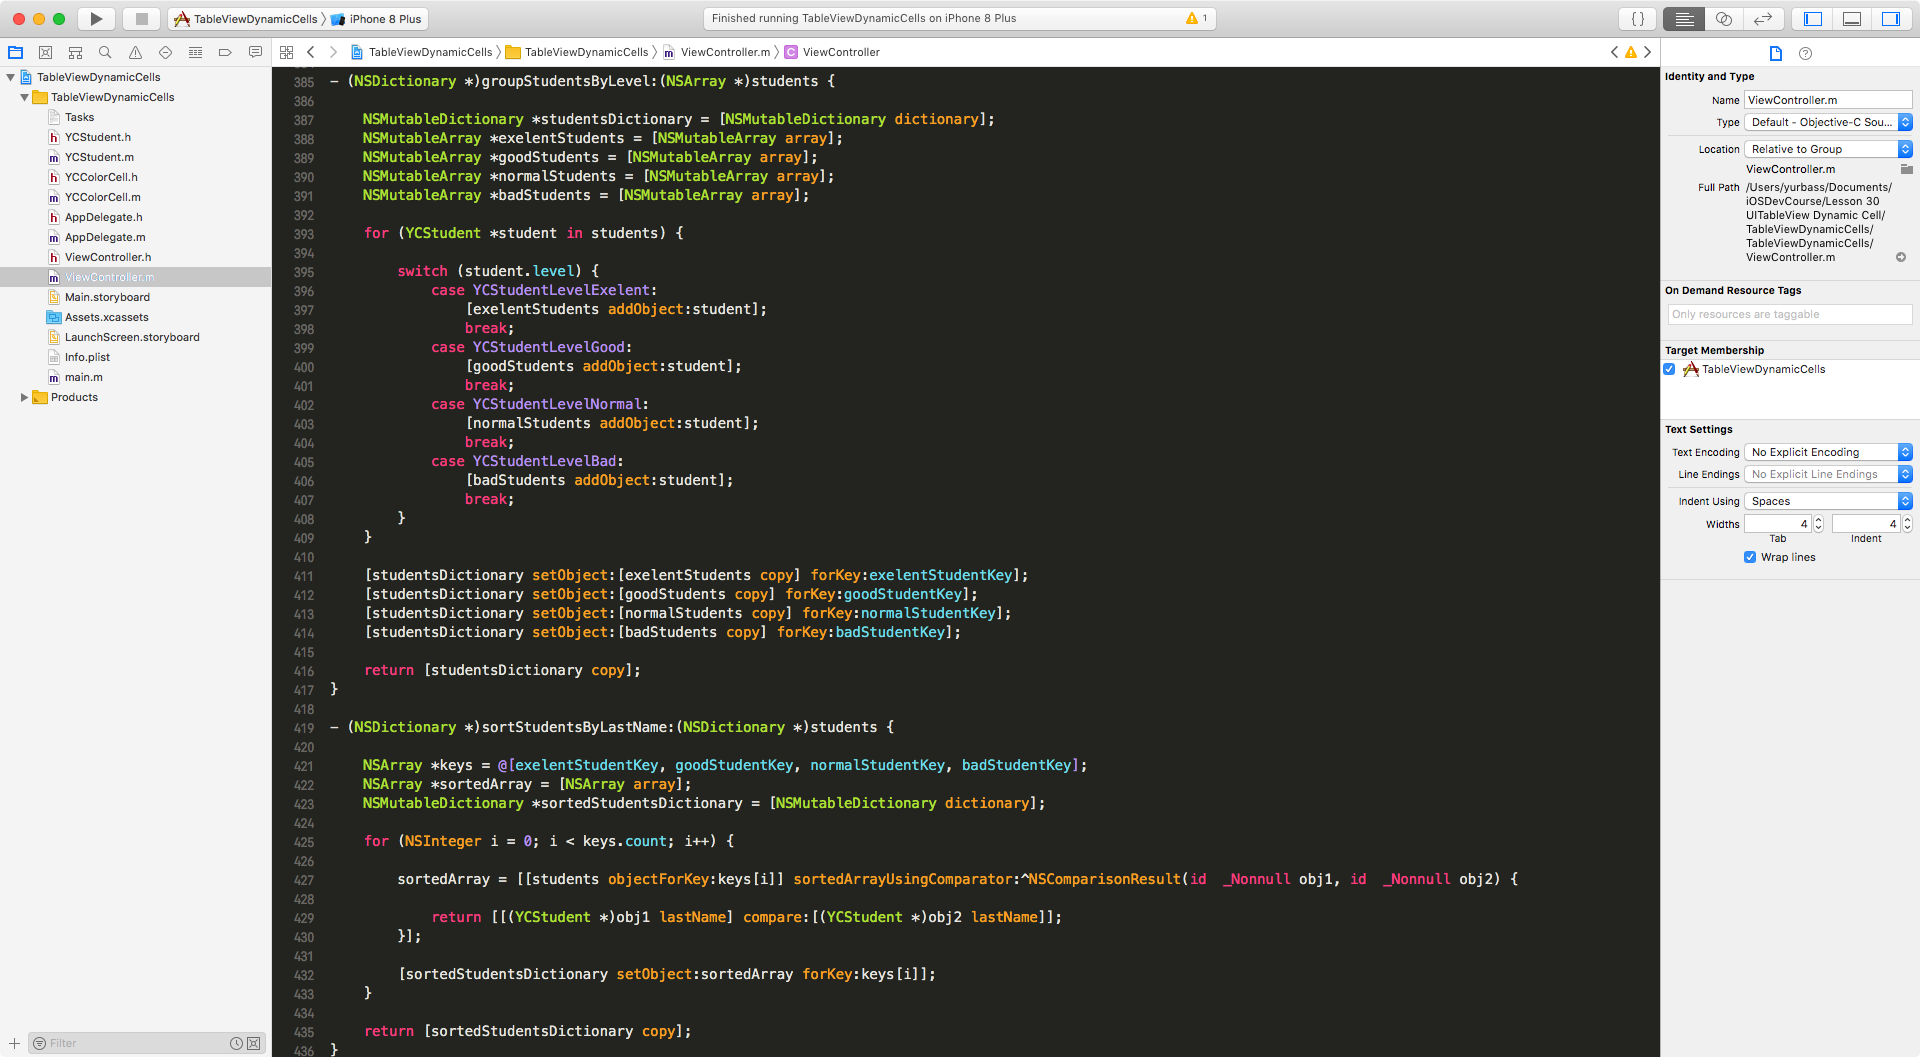 TableViewDynamicCells 〉 iPhone 8 Plus
Finished running TableViewDynamicCells on iPhone 8 Plus
1
{ }
TableViewDynamicCells 〉 TableViewDynamicCells 〉 ViewController.m 〉 C ViewController
TableViewDynamicCells
TableViewDynamicCells
Tasks
h YCStudent.h
m YCStudent.m
h YCColorCell.h
m YCColorCell.m
h AppDelegate.h
m AppDelegate.m
h ViewController.h
m ViewController.m
Main.storyboard
Assets.xcassets
LaunchScreen.storyboard
Info.plist
m main.m
Products
Filter
385 - (NSDictionary *)groupStudentsByLevel:(NSArray *)students {
386
387 NSMutableDictionary *studentsDictionary = [NSMutableDictionary dictionary];
388 NSMutableArray *exelentStudents = [NSMutableArray array];
389 NSMutableArray *goodStudents = [NSMutableArray array];
390 NSMutableArray *normalStudents = [NSMutableArray array];
391 NSMutableArray *badStudents = [NSMutableArray array];
392
393 for (YCStudent *student in students) {
394
395 switch (student.level) {
396 case YCStudentLevelExelent:
397 [exelentStudents addObject:student];
398 break;
399 case YCStudentLevelGood:
400 [goodStudents addObject:student];
401 break;
402 case YCStudentLevelNormal:
403 [normalStudents addObject:student];
404 break;
405 case YCStudentLevelBad:
406 [badStudents addObject:student];
407 break;
408 }
409 }
410
411 [studentsDictionary setObject:[exelentStudents copy] forKey:exelentStudentKey];
412 [studentsDictionary setObject:[goodStudents copy] forKey:goodStudentKey];
413 [studentsDictionary setObject:[normalStudents copy] forKey:normalStudentKey];
414 [studentsDictionary setObject:[badStudents copy] forKey:badStudentKey];
415
416 return [studentsDictionary copy];
417 }
418
419 - (NSDictionary *)sortStudentsByLastName:(NSDictionary *)students {
420
421 NSArray *keys = @[exelentStudentKey, goodStudentKey, normalStudentKey, badStudentKey];
422 NSArray *sortedArray = [NSArray array];
423 NSMutableDictionary *sortedStudentsDictionary = [NSMutableDictionary dictionary];
424
425 for (NSInteger i = 0; i < keys.count; i++) {
426
427 sortedArray = [[students objectForKey:keys[i]] sortedArrayUsingComparator:^NSComparisonResult(id _Nonnull obj1, id _Nonnull obj2) {
428
429 return [[(YCStudent *)obj1 lastName] compare:[(YCStudent *)obj2 lastName]];
430 }];
431
432 [sortedStudentsDictionary setObject:sortedArray forKey:keys[i]];
433 }
434
435 return [sortedStudentsDictionary copy];
436 }
Identity and Type
Name ViewController.m
Type Default - Objective-C Sou...
Location Relative to Group
ViewController.m
Full Path /Users/yurbass/Documents/
iOSDevCourse/Lesson 30
UITableView Dynamic Cell/
TableViewDynamicCells/
TableViewDynamicCells/
ViewController.m
On Demand Resource Tags
Only resources are taggable
Target Membership
TableViewDynamicCells
Text Settings
Text Encoding No Explicit Encoding
Line Endings No Explicit Line Endings
Indent Using Spaces
Widths 4 4
Tab Indent
Wrap lines